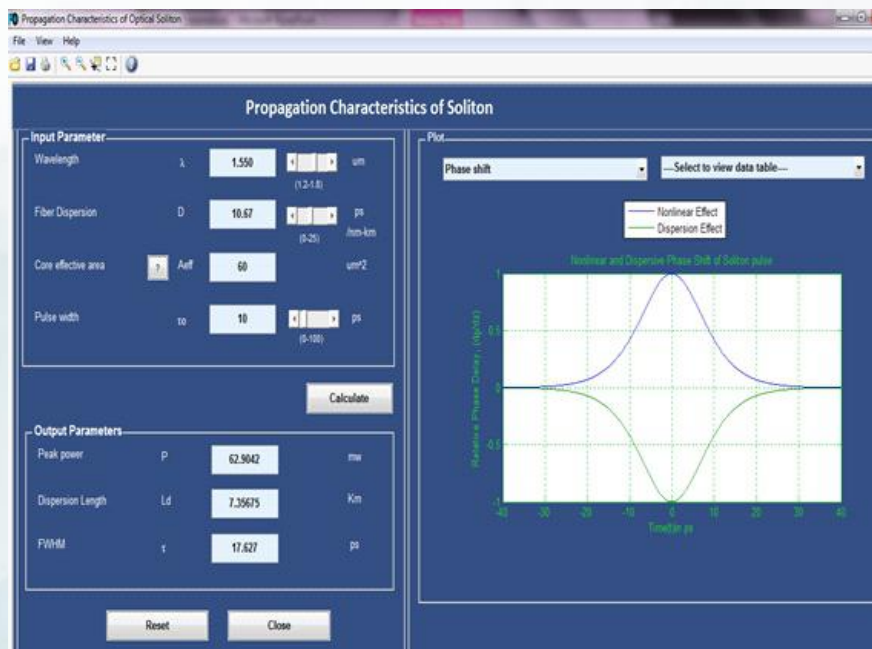 Propagation Characteristics of Optical Soliton
File View Help
Propagation Characteristics of Soliton
Input Parameter
Wavelength λ 1.550 um
(1.2-1.8)
Fiber Dispersion D 10.67 ps
/nm-km
(0-25)
Core effective area ? Aeff 60 um^2
Pulse width το 10 ps
(0-100)
Calculate
Output Parameters
Peak power P 62.9042 mw
Dispersion Length Ld 7.35675 Km
FWHM τ 17.627 ps
Reset Close
Plot
Phase shift ---Select to view data table---
Nonlinear Effect
Dispersion Effect
Nonlinear and Dispersive Phase Shift of Soliton pulse
Relative Phase Delay,
1
0.5
0
-0.5
-1
-40 -30 -20 -10 0 10 20 30 40
in ps